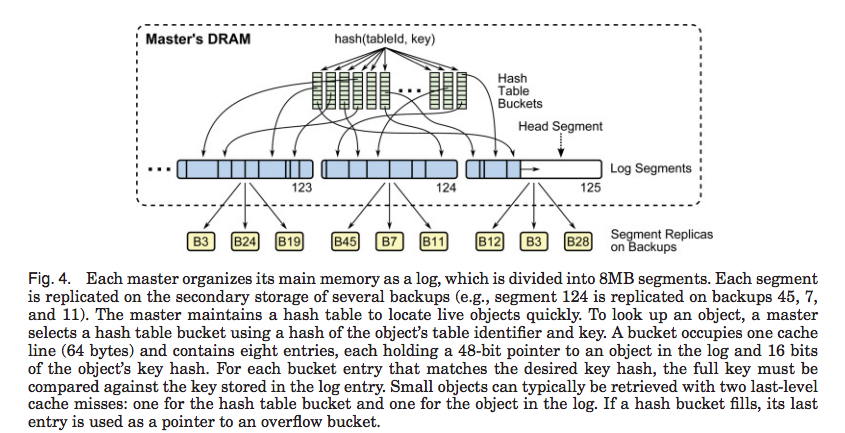 Master's DRAM
hash(tableId, key)
Hash
Table
Buckets
Head Segment
Log Segments
123
124
125
B3
B24
B19
B45
B7
B11
B12
B3
B28
Segment Replicas
on Backups
Fig. 4. Each master organizes its main memory as a log, which is divided into 8MB segments. Each segment
is replicated on the secondary storage of several backups (e.g., segment 124 is replicated on backups 45, 7,
and 11). The master maintains a hash table to locate live objects quickly. To look up an object, a master
selects a hash table bucket using a hash of the object's table identifier and key. A bucket occupies one cache
line (64 bytes) and contains eight entries, each holding a 48-bit pointer to an object in the log and 16 bits
of the object's key hash. For each bucket entry that matches the desired key hash, the full key must be
compared against the key stored in the log entry. Small objects can typically be retrieved with two last-level
cache misses: one for the hash table bucket and one for the object in the log. If a hash bucket fills, its last
entry is used as a pointer to an overflow bucket.